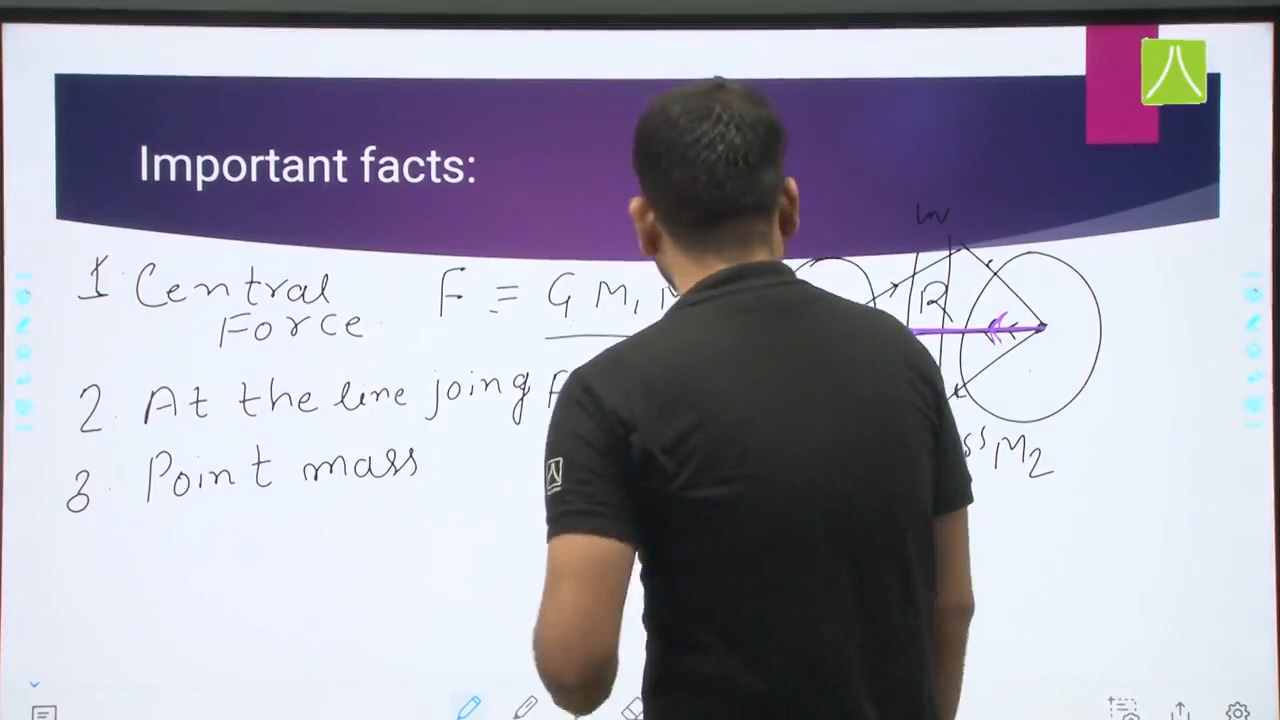 Important facts:
1 Central Force F = G M1
2. At the line joing
3. Point mass
R
M2